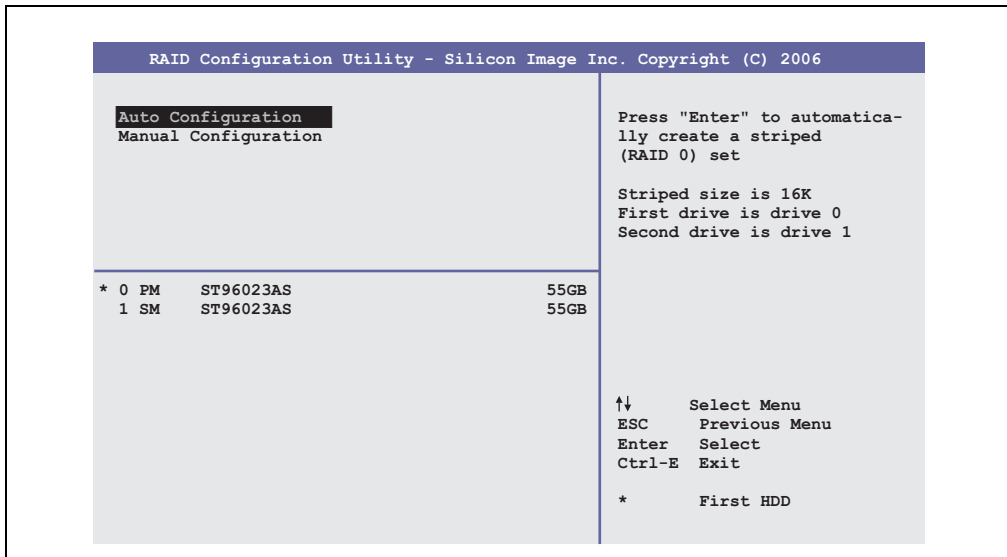 RAID Configuration Utility - Silicon Image Inc. Copyright (C) 2006
Auto Configuration
Manual Configuration
Press "Enter" to automatica-
lly create a striped
(RAID 0) set
Striped size is 16K
First drive is drive 0
Second drive is drive 1
* 0 PM ST96023AS 55GB
1 SM ST96023AS 55GB
↑↓ Select Menu
ESC Previous Menu
Enter Select
Ctrl-E Exit
* First HDD